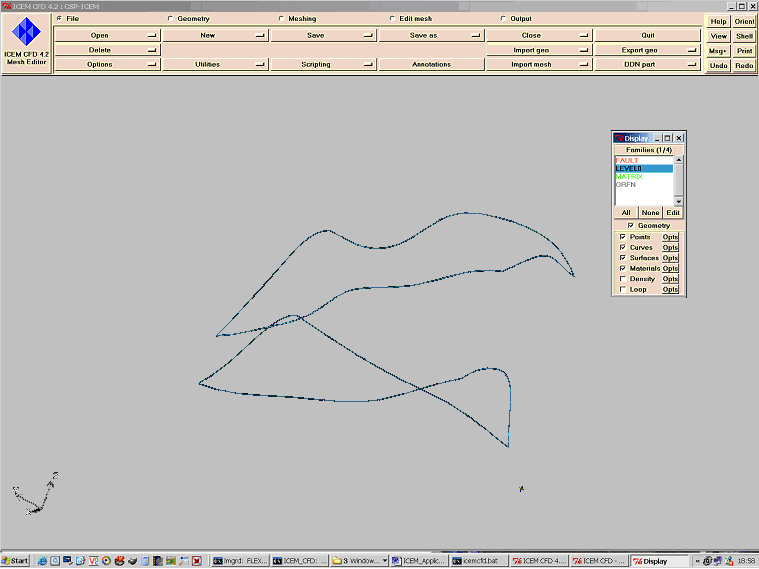 ICEM CFD 4.2 : CSP-ICEM
File Geometry Meshing Edit mesh Output
Help Orient
Open New Save Save as Close Quit
View Shell
ICEM CFD 4.2
Mesh Editor
Delete Import geo Export geo
Msg+ Print
Options Utilities Scripting Annotations Import mesh DDN part
Undo Redo
Display
Families (1/4)
FAULT
LEVEL0
MATRIX
ORFN
All None Edit
Geometry
Points Opts
Curves Opts
Surfaces Opts
Materials Opts
Density Opts
Loop Opts
Z
Start lmgrd: FLEX... ICEM_CFD: ... 3 Window... ICEM_Applic... icemcfd.bat ICEM CFD 4.... ICEM CFD - ... Display 18:58